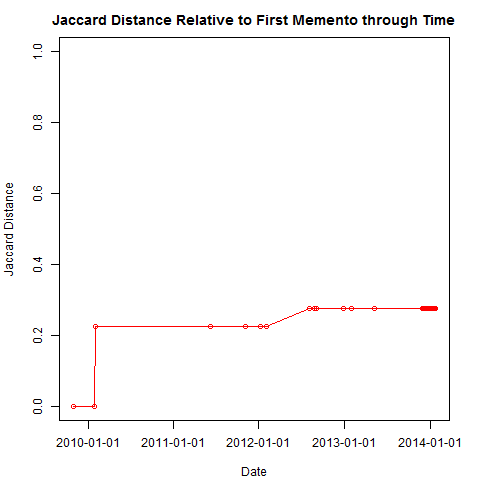 Jaccard Distance Relative to First Memento through Time
Jaccard Distance
1.0
0.8
0.6
0.4
0.2
0.0
2010-01-01 2011-01-01 2012-01-01 2013-01-01 2014-01-01
Date